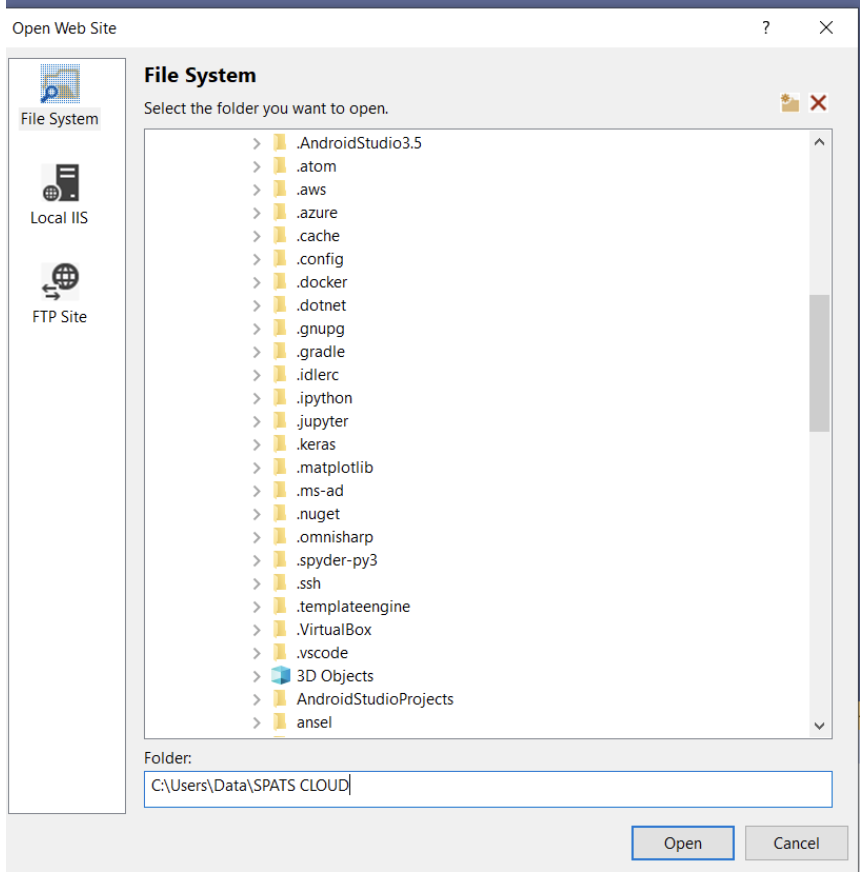 Open Web Site
?
File System
Local IIS
FTP Site
File System
Select the folder you want to open.
.AndroidStudio3.5
.atom
.aws
.azure
.cache
.config
.docker
.dotnet
.gnupg
.gradle
.idlerc
.ipython
.jupyter
.keras
.matplotlib
.ms-ad
.nuget
.omnisharp
.spyder-py3
.ssh
.templateengine
.VirtualBox
.vscode
3D Objects
AndroidStudioProjects
ansel
Folder:
C:\Users\Data\SPATS CLOUD
Open
Cancel